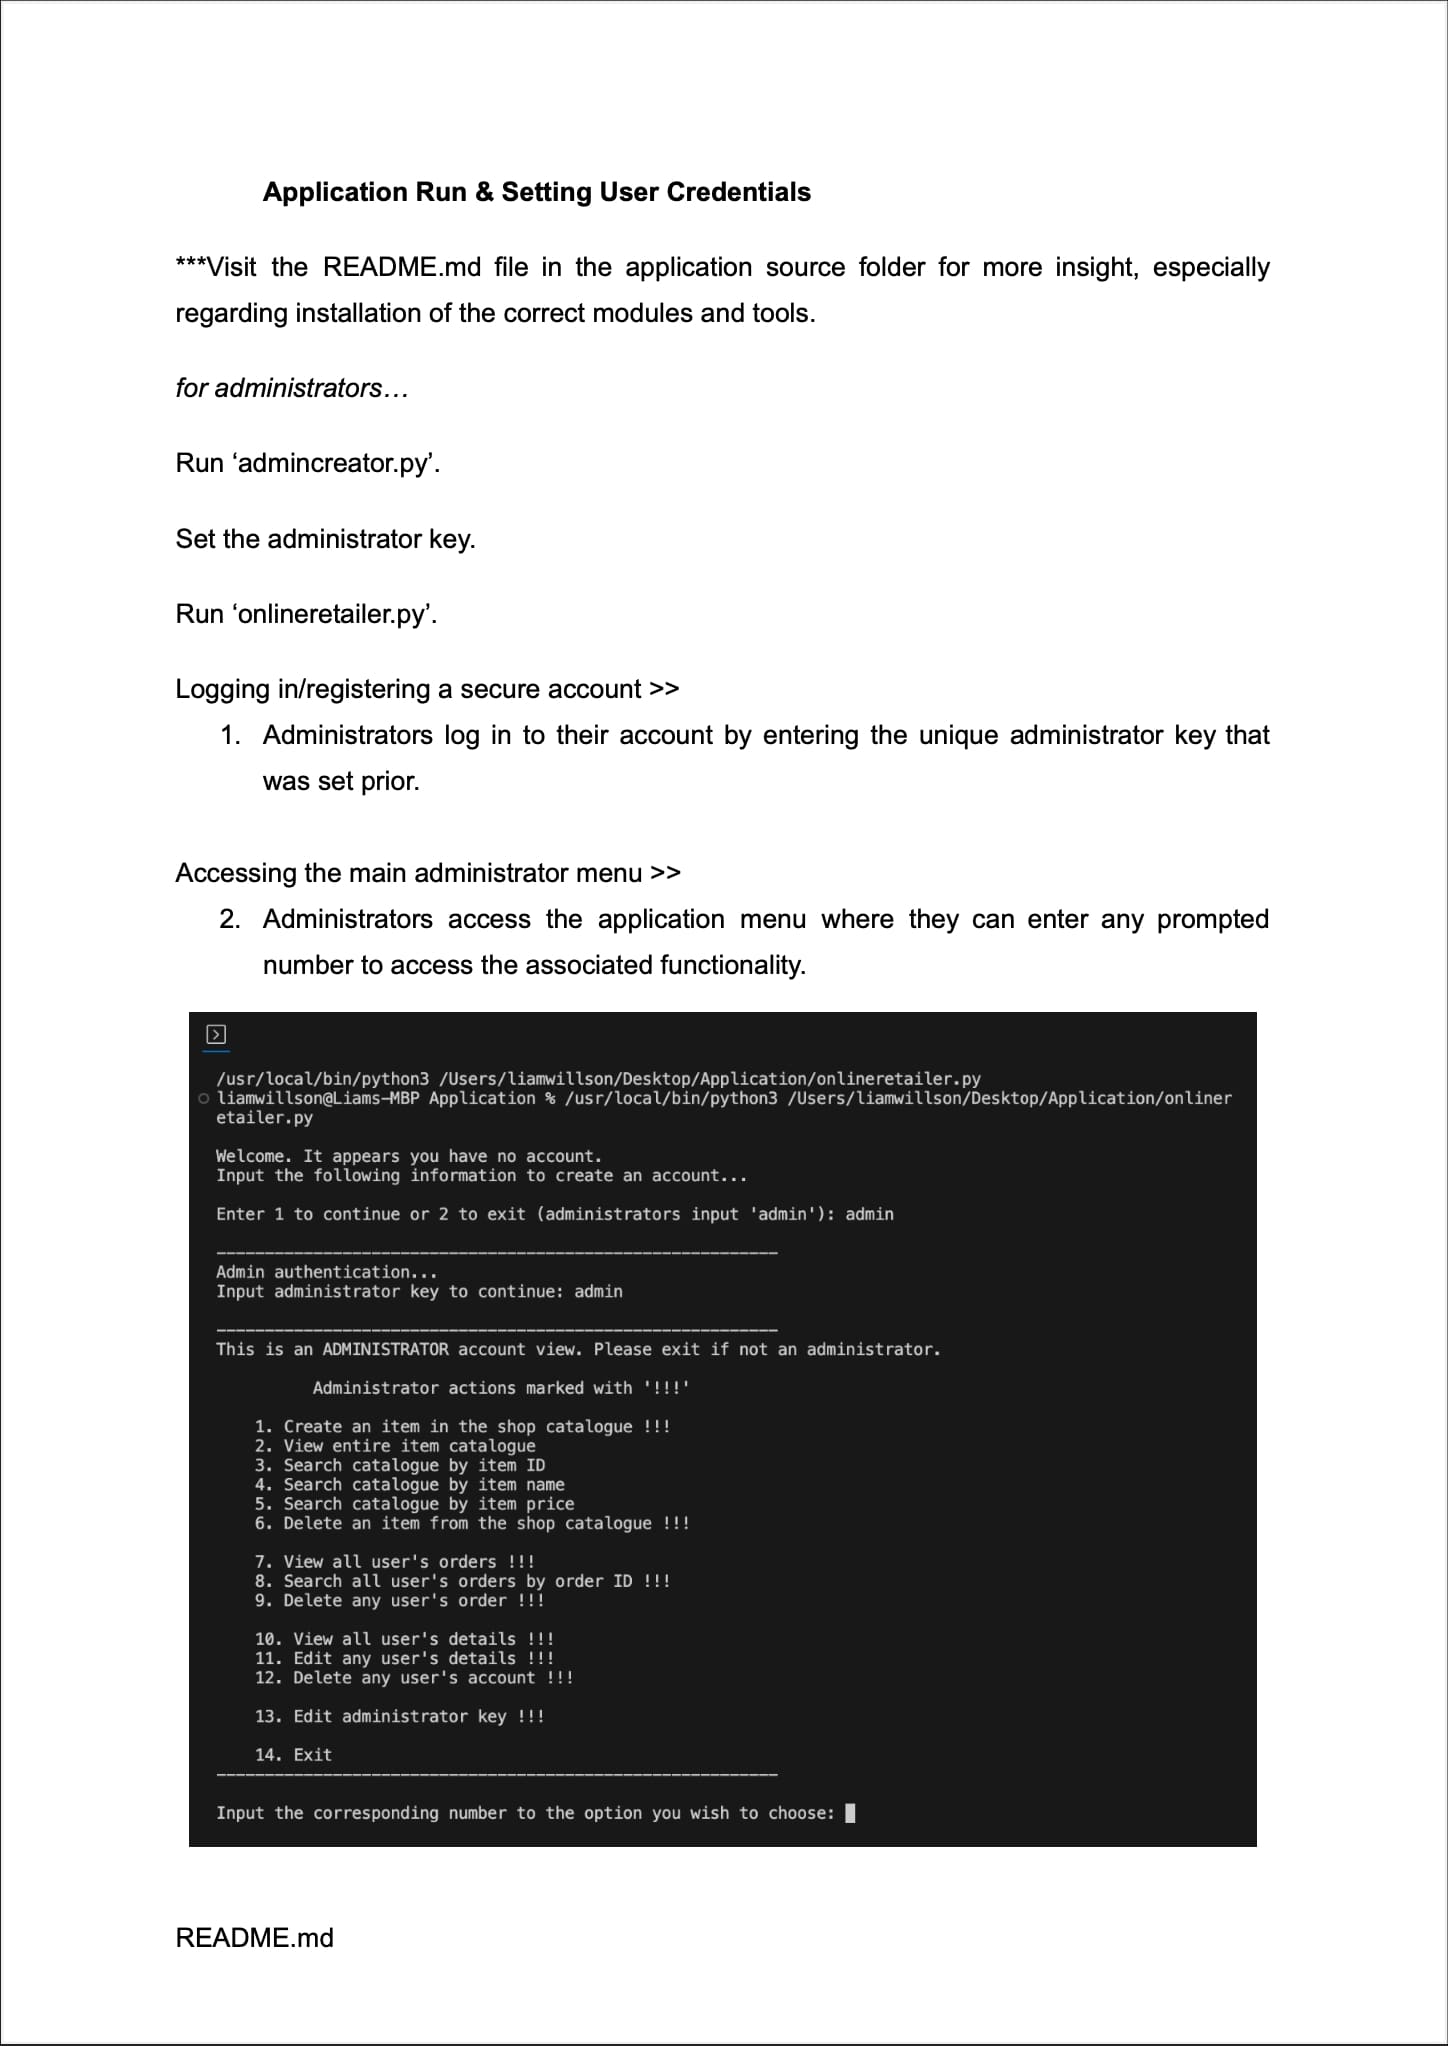 Application Run & Setting User Credentials
***Visit the README.md file in the application source folder for more insight, especially
regarding installation of the correct modules and tools.
for administrators…
Run ‘admincreator.py’.
Set the administrator key.
Run ‘onlineretailer.py’.
Logging in/registering a secure account >>
1. Administrators log in to their account by entering the unique administrator key that
was set prior.
Accessing the main administrator menu >>
2. Administrators access the application menu where they can enter any prompted
number to access the associated functionality.
/usr/local/bin/python3 /Users/liamwillson/Desktop/Application/onlineretailer.py
liamwillson@Liams-MBP Application % /usr/local/bin/python3 /Users/liamwillson/Desktop/Application/onliner
etailer.py
Welcome. It appears you have no account.
Input the following information to create an account...
Enter 1 to continue or 2 to exit (administrators input 'admin'): admin
__________________________________________________________
Admin authentication...
Input administrator key to continue: admin
__________________________________________________________
This is an ADMINISTRATOR account view. Please exit if not an administrator.
Administrator actions marked with '!!!'
1. Create an item in the shop catalogue !!!
2. View entire item catalogue
3. Search catalogue by item ID
4. Search catalogue by item name
5. Search catalogue by item price
6. Delete an item from the shop catalogue !!!
7. View all user's orders !!!
8. Search all user's orders by order ID !!!
9. Delete any user's order !!!
10. View all user's details !!!
11. Edit any user's details !!!
12. Delete any user's account !!!
13. Edit administrator key !!!
14. Exit
__________________________________________________________
Input the corresponding number to the option you wish to choose:
README.md